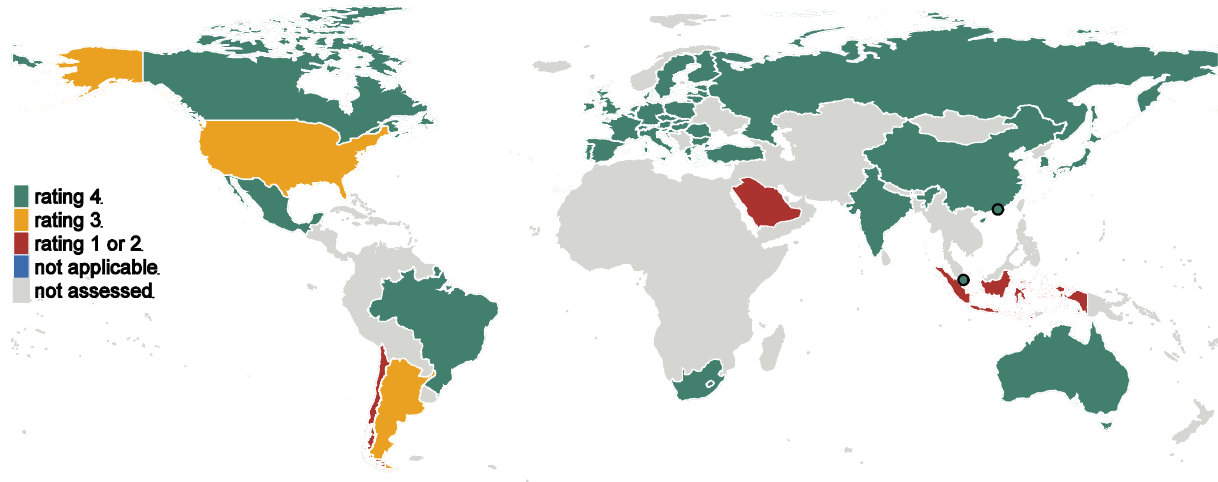 rating 4.
rating 3.
rating 1 or 2.
not applicable.
not assessed.